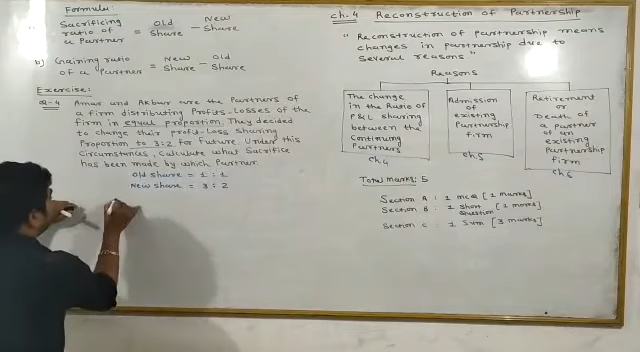 Formula:
Sacrificing ratio of a Partner = Old Share - New Share
b) Gaining ratio of a Partner = New Share - Old Share
Exercise:
Q-4 Amar and Akbar are the Partners of
a firm distributing Profits-Losses of the
firm in equal proportion. They decided
to change their profit-Loss Sharing
Proportion to 3:2 for future. Under this
Circumstances, Calculate what Sacrifice
has been made by which Partner.
Old share = 1 : 1
New share = 3 : 2
Ch.4 Reconstruction of Partnership
"Reconstruction of partnership means
changes in partnership due to
Several reasons"
Reasons
The change
in the Ratio of
P&L sharing
between the
Continuing
Partners
Ch.4
Admission
of
existing
Partnership
firm
Ch.5
Retirement
or
Death of
a partner
of an
existing
Partnership
firm
Ch.6
Total marks: 5
Section A : 1 mcq [1 marks]
Section B : 1 Short Question [1 marks]
Section C : 1 Sum [3 marks]